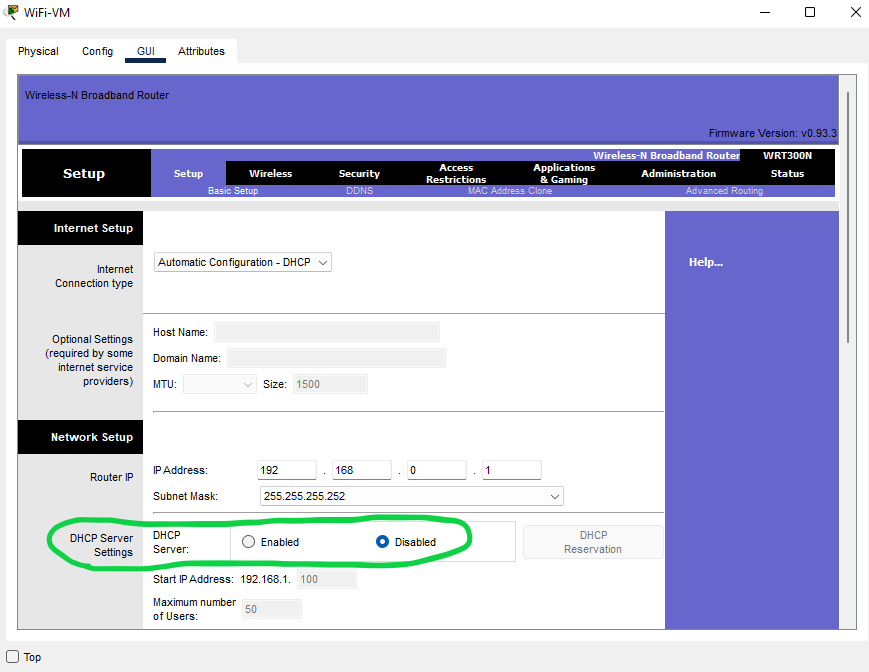 WiFi-VM
Physical Config GUI Attributes
Wireless-N Broadband Router
Firmware Version: v0.93.3
Wireless-N Broadband Router WRT300N
Setup
Setup Wireless Security Access Restrictions Applications & Gaming Administration Status
Basic Setup DDNS MAC Address Clone Advanced Routing
Internet Setup
Help...
Internet
Connection type
Automatic Configuration - DHCP
Optional Settings
(required by some
internet service
providers)
Host Name:
Domain Name:
MTU: Size: 1500
Network Setup
Router IP
IP Address: 192 . 168 . 0 . 1
Subnet Mask: 255.255.255.252
DHCP Server
Settings
DHCP
Server:
Enabled Disabled
DHCP
Reservation
Start IP Address: 192.168.1. 100
Maximum number
of Users:
50
Top